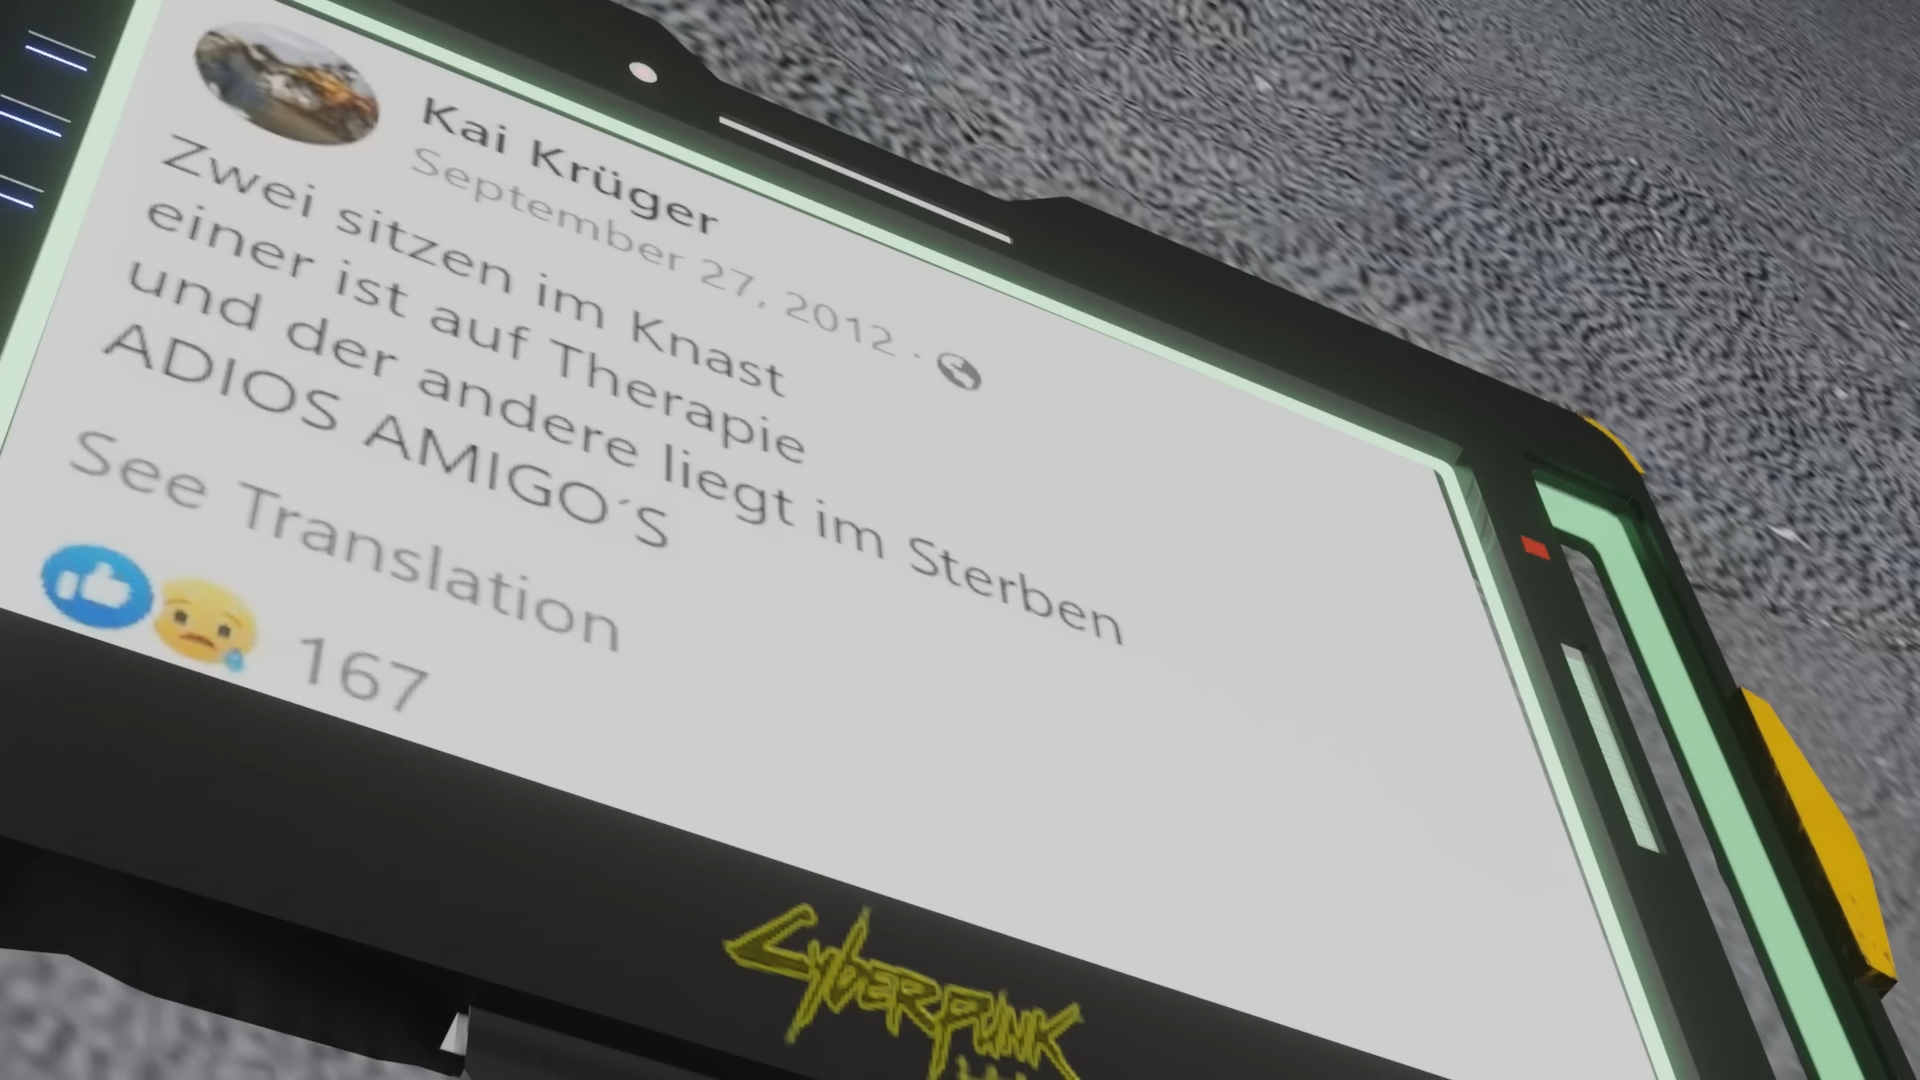 Kai Krüger
September 27, 2012 ·
Zwei sitzen im Knast
einer ist auf Therapie
und der andere liegt im Sterben
ADIOS AMIGO´S
See Translation
167
CYBERPUNK